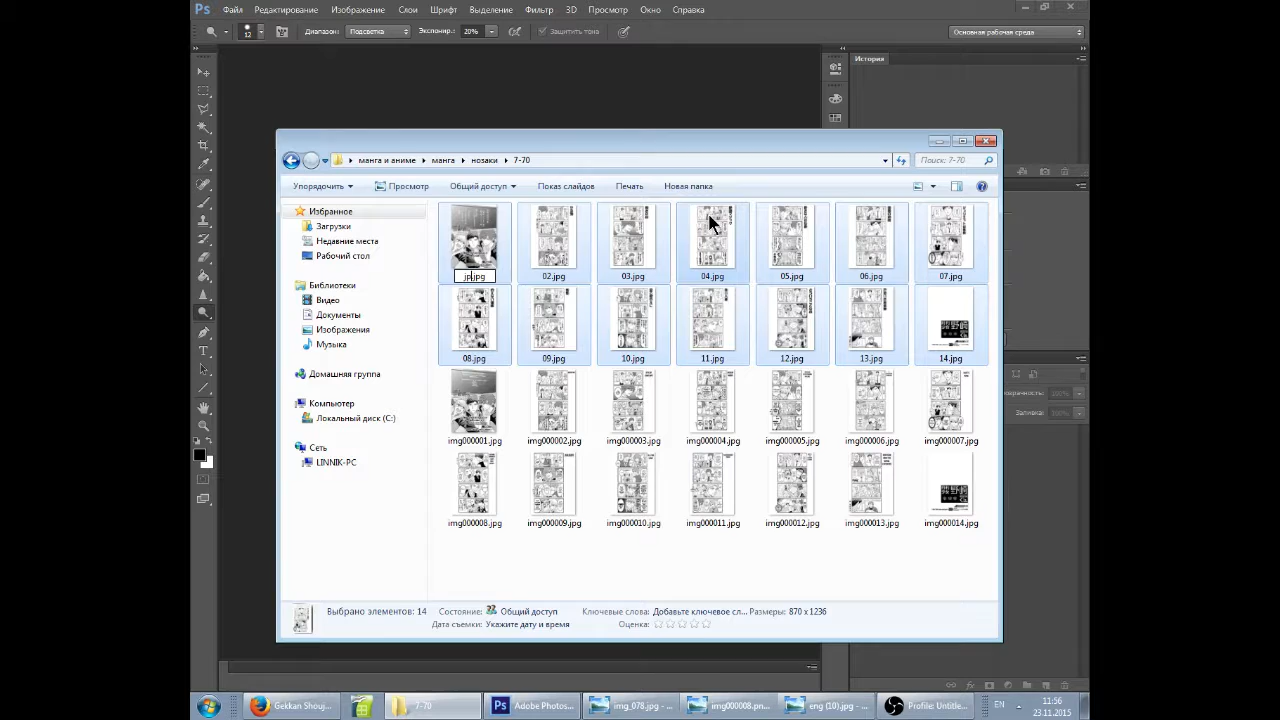 Ps Файл Редактирование Изображение Слои Шрифт Выделение Фильтр 3D Просмотр Окно Справка
12 Диапазон: Подсветка Экспонир.: 20% Защитить тона Основная рабочая среда
История
манга и аниме манга нозаки 7-70 Поиск: 7-70
Упорядочить Просмотр Общий доступ Показ слайдов Печать Новая папка
Избранное
Загрузки
Недавние места
Рабочий стол
Библиотеки
Видео
Документы
Изображения
Музыка
Домашняя группа
Компьютер
Локальный диск (C:)
Сеть
LINNIK-PC
jp.jpg 02.jpg 03.jpg 04.jpg 05.jpg 06.jpg 07.jpg
08.jpg 09.jpg 10.jpg 11.jpg 12.jpg 13.jpg 14.jpg
img000001.jpg img000002.jpg img000003.jpg img000004.jpg img000005.jpg img000006.jpg img000007.jpg
img000008.jpg img000009.jpg img000010.jpg img000011.jpg img000012.jpg img000013.jpg img000014.jpg
100%
Заливка: 100%
Выбрано элементов: 14 Состояние: Общий доступ Ключевые слова: Добавьте ключевое сл... Размеры: 870 x 1236
Дата съемки: Укажите дату и время Оценка:
Gekkan Shouj... 7-70 Ps Adobe Photos... img_078.jpg - ... img000008.pn... eng (10).jpg - ... Profile: Untitle... EN 11:56
23.11.2015